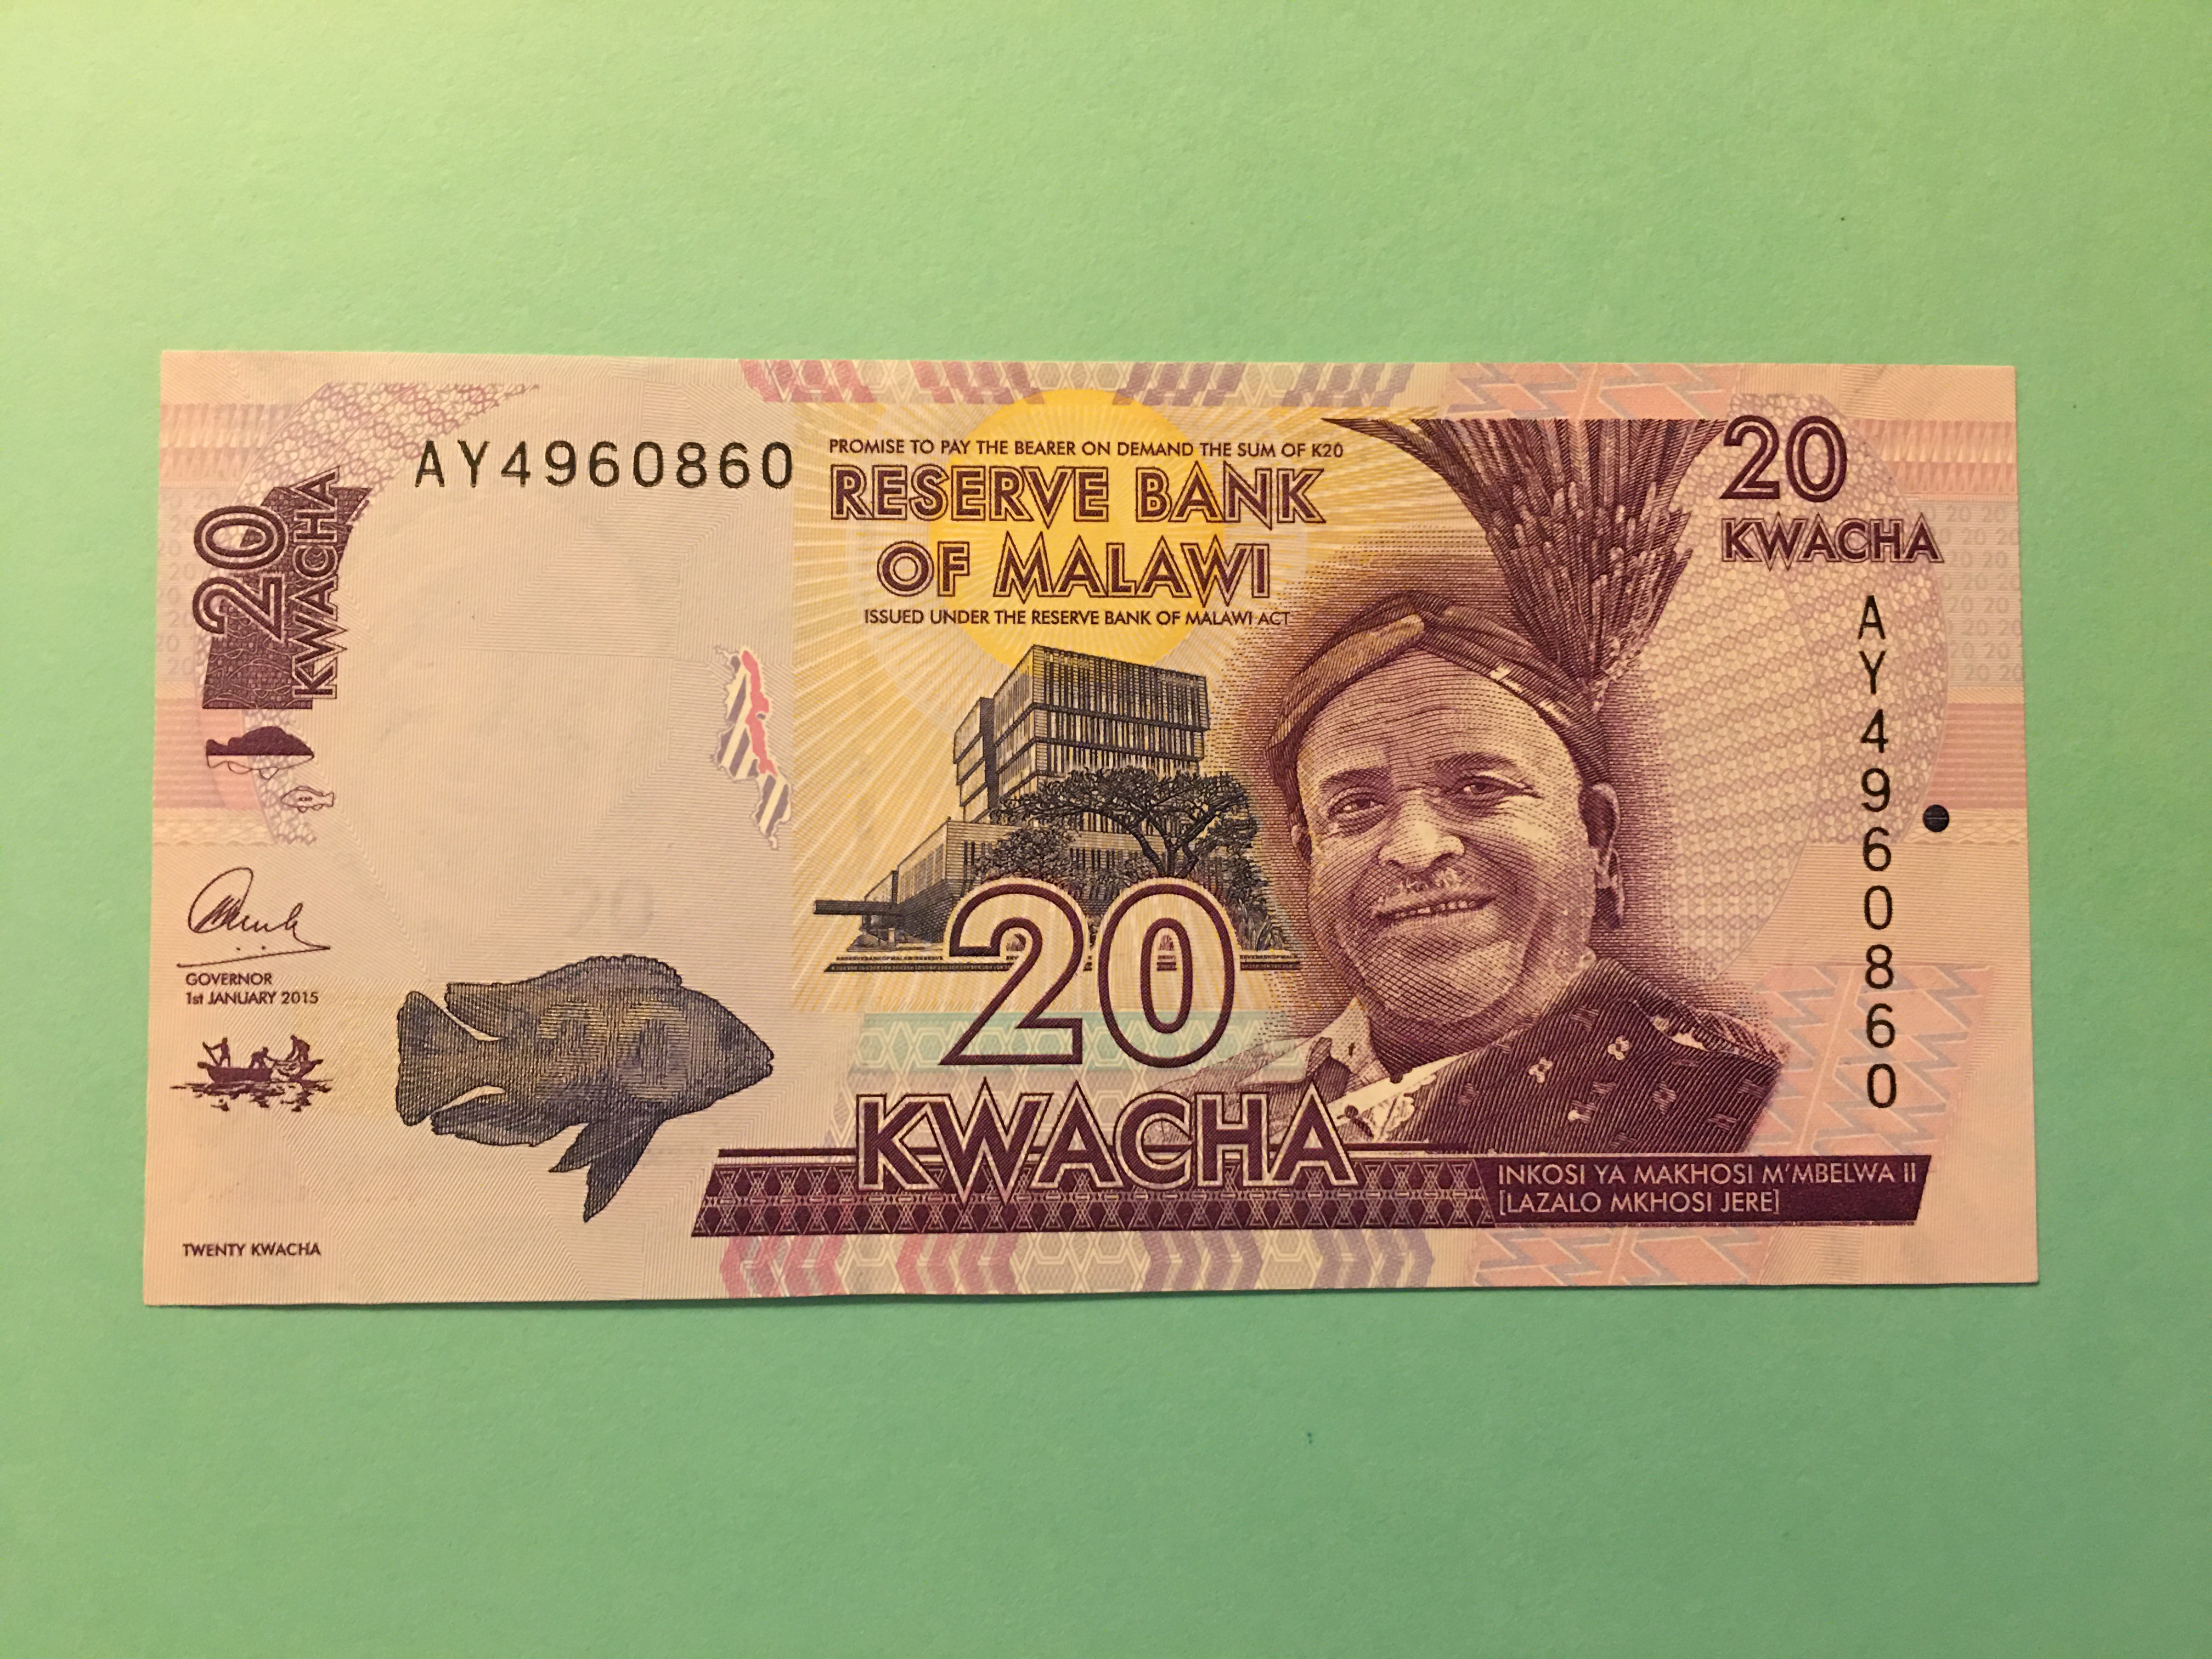 AY4960860
20
KWACHA
PROMISE TO PAY THE BEARER ON DEMAND THE SUM OF K20
RESERVE BANK
OF MALAWI
ISSUED UNDER THE RESERVE BANK OF MALAWI ACT
20
KWACHA
AY4960860
20
GOVERNOR
1st JANUARY 2015
20
KWACHA
INKOSI YA MAKHOSI M'MBELWA II
[LAZALO MKHOSI JERE]
TWENTY KWACHA